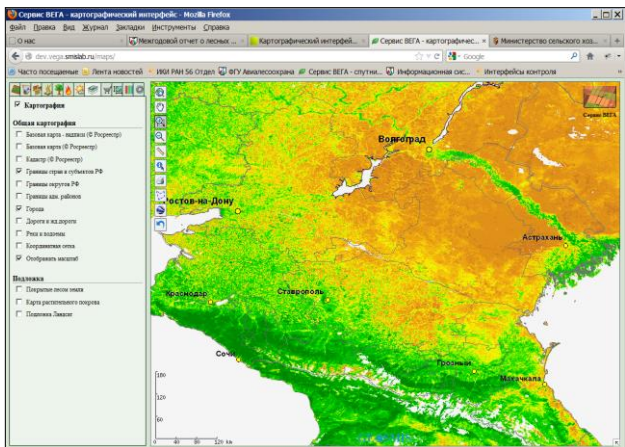 Сервис ВЕГА - картографический интерфейс - Mozilla Firefox
Файл Правка Вид Журнал Закладки Инструменты Справка
О нас
Межгодовой отчет о лесных ...
Картографический интерфей...
Сервис ВЕГА - картографичес...
Министерство сельского хоз...
dev.vega.smislab.ru/maps/
Google
Часто посещаемые Лента новостей ИКИ РАН 56 Отдел ФГУ Авиалесоохрана Сервис ВЕГА - спутни... Информационная сис... Интерфейсы контроля
Картография
Общая картография
Базовая карта - надписи (© Росреестр)
Базовая карта (© Росреестр)
Кадастр (© Росреестр)
Границы стран и субъектов РФ
Границы округов РФ
Границы адм. районов
Города
Дороги и жд дороги
Реки и водоемы
Координатная сетка
Отображать масштаб
Подложка
Покрытые лесом земли
Карта растительного покрова
Подложка Ландсат
Сервис ВЕГА
Волгоград
Ростов-на-Дону
Астрахань
Краснодар
Ставрополь
Сочи
Грозный
Махачкала
180
120
60
0 40 80 120 km